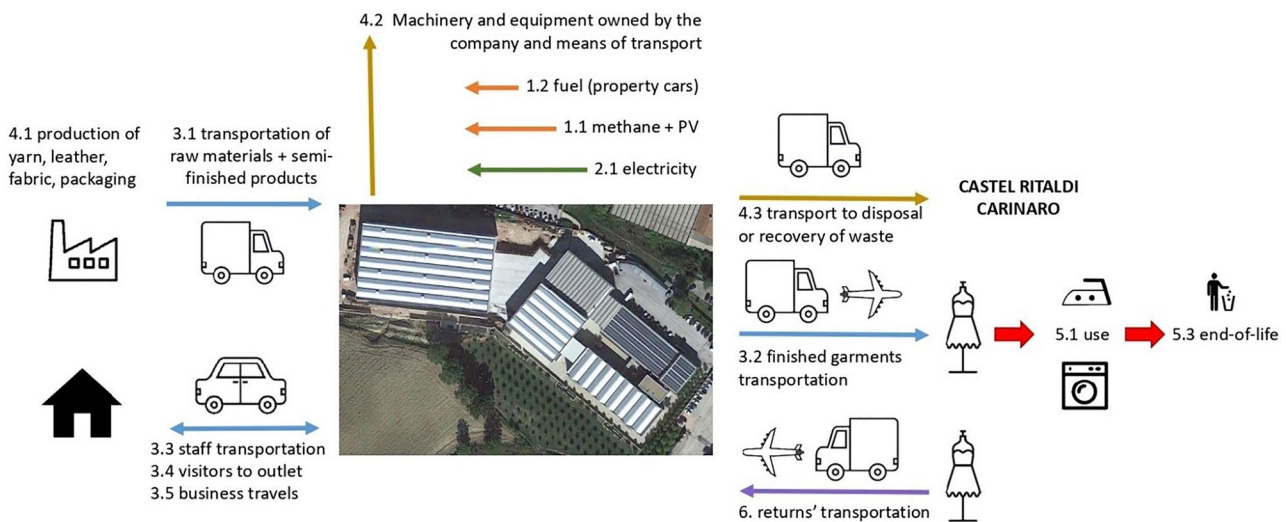 4.2 Machinery and equipment owned by the
company and means of transport
1.2 fuel (property cars)
1.1 methane + PV
2.1 electricity
4.1 production of
yarn, leather,
fabric, packaging
3.1 transportation of
raw materials + semi-
finished products
4.3 transport to disposal
or recovery of waste
CASTEL RITALDI
CARINARO
3.2 finished garments
transportation
5.1 use
5.3 end-of-life
3.3 staff transportation
3.4 visitors to outlet
3.5 business travels
6. returns’ transportation